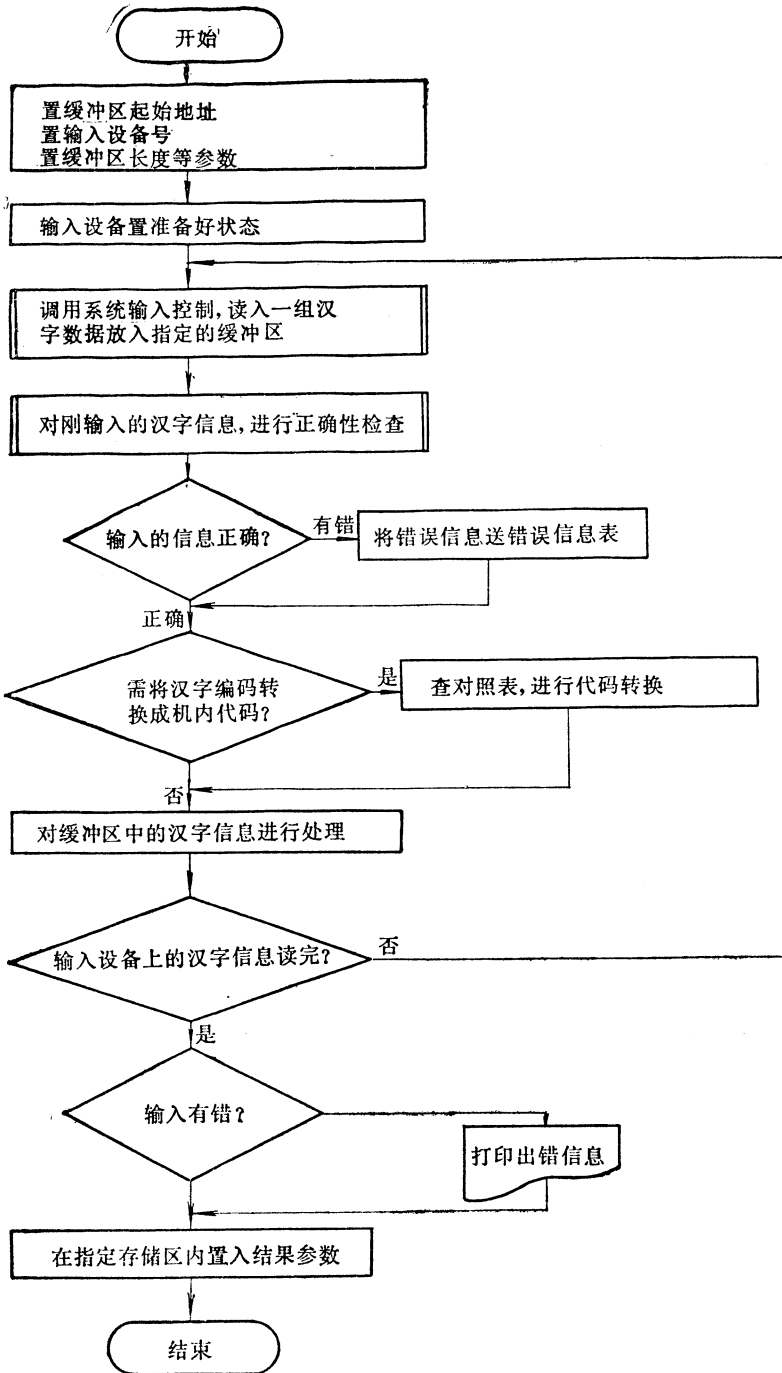 开始
置缓冲区起始地址
置输入设备号
置缓冲区长度等参数
输入设备置准备好状态
调用系统输入控制,读入一组汉
字数据放入指定的缓冲区
对刚输入的汉字信息,进行正确性检查
输入的信息正确?
有错
将错误信息送错误信息表
正确
需将汉字编码转
换成机内代码?
是
查对照表,进行代码转换
否
对缓冲区中的汉字信息进行处理
输入设备上的汉字信息读完?
否
是
输入有错?
打印出错信息
在指定存储区内置入结果参数
结束